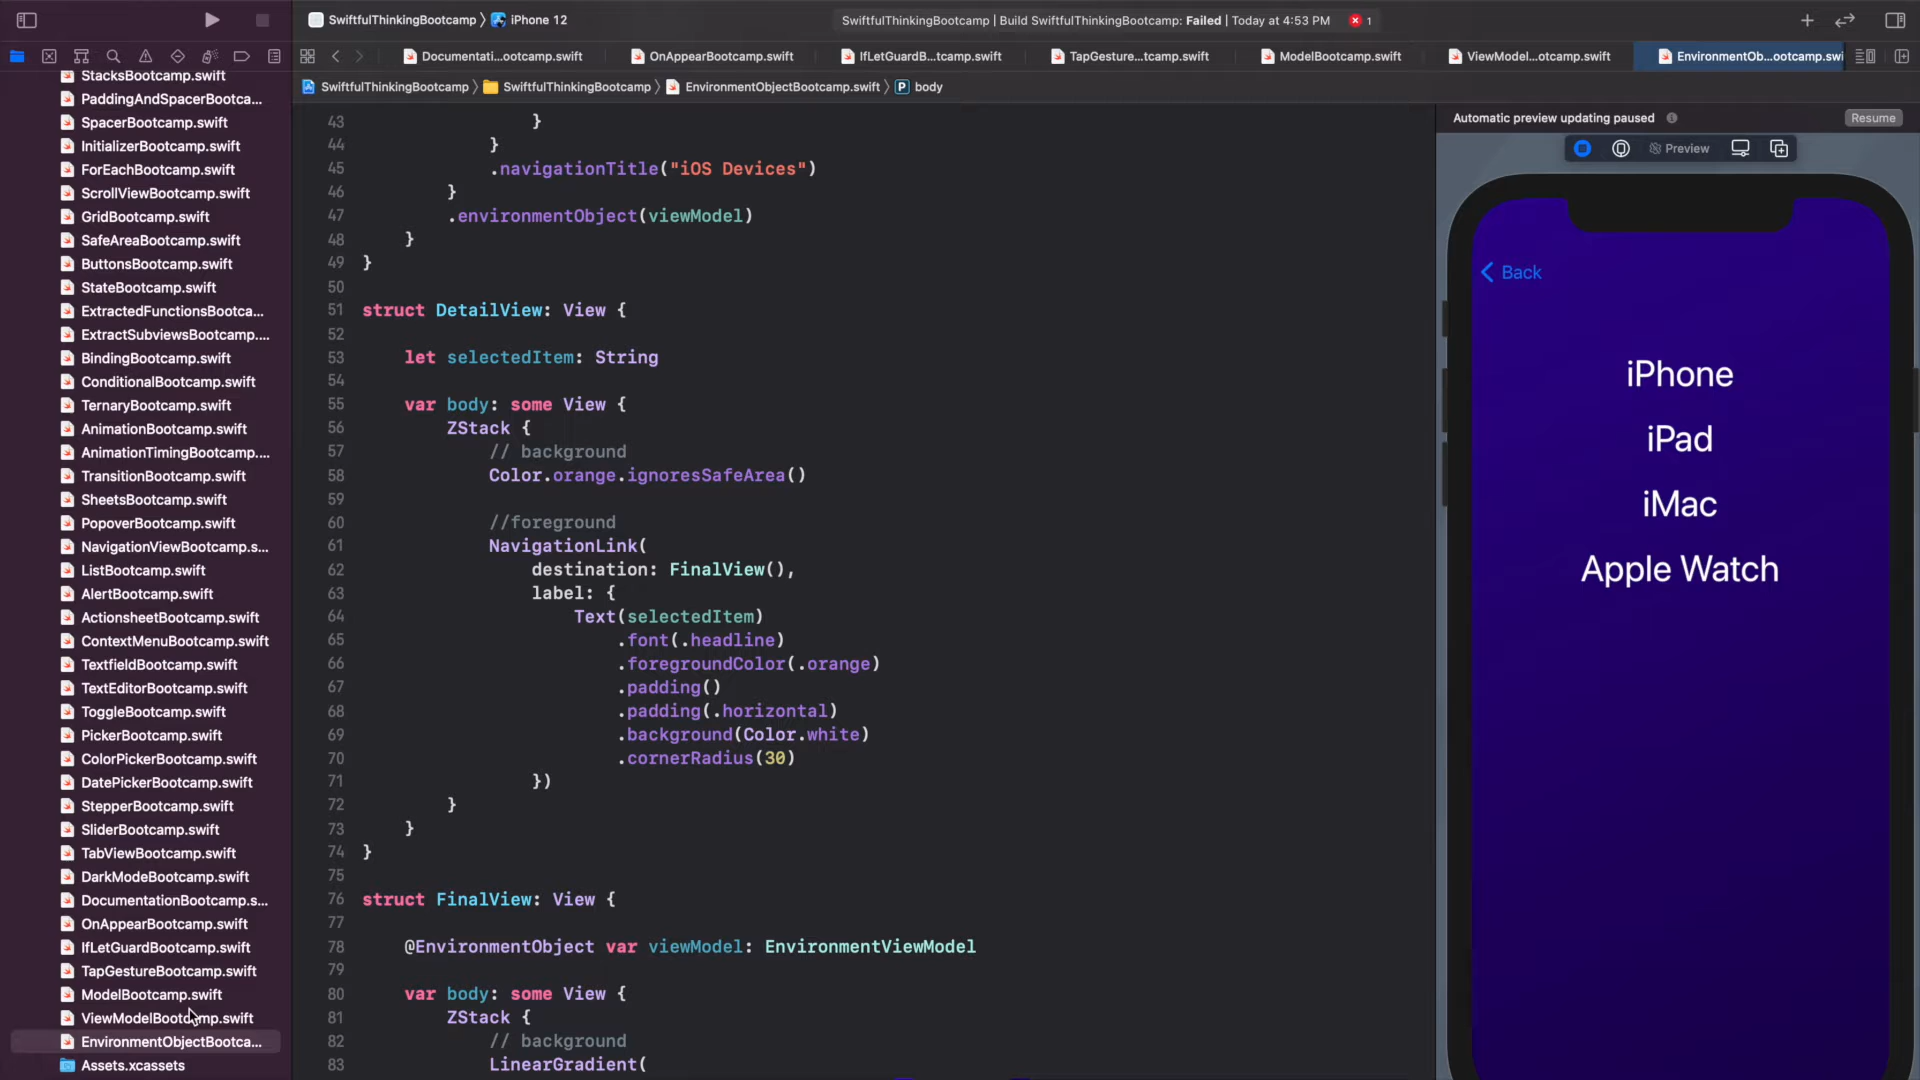 SwiftfulThinkingBootcamp 〉 iPhone 12
SwiftfulThinkingBootcamp | Build SwiftfulThinkingBootcamp: Failed | Today at 4:53 PM
1
Documentati...ootcamp.swift
OnAppearBootcamp.swift
IfLetGuardB...tcamp.swift
TapGesture...tcamp.swift
ModelBootcamp.swift
ViewModel...otcamp.swift
EnvironmentOb...ootcamp.swi
SwiftfulThinkingBootcamp 〉 SwiftfulThinkingBootcamp 〉 EnvironmentObjectBootcamp.swift 〉 P body
StacksBootcamp.swift
PaddingAndSpacerBootca...
SpacerBootcamp.swift
InitializerBootcamp.swift
ForEachBootcamp.swift
ScrollViewBootcamp.swift
GridBootcamp.swift
SafeAreaBootcamp.swift
ButtonsBootcamp.swift
StateBootcamp.swift
ExtractedFunctionsBootca...
ExtractSubviewsBootcamp....
BindingBootcamp.swift
ConditionalBootcamp.swift
TernaryBootcamp.swift
AnimationBootcamp.swift
AnimationTimingBootcamp....
TransitionBootcamp.swift
SheetsBootcamp.swift
PopoverBootcamp.swift
NavigationViewBootcamp.s...
ListBootcamp.swift
AlertBootcamp.swift
ActionsheetBootcamp.swift
ContextMenuBootcamp.swift
TextfieldBootcamp.swift
TextEditorBootcamp.swift
ToggleBootcamp.swift
PickerBootcamp.swift
ColorPickerBootcamp.swift
DatePickerBootcamp.swift
StepperBootcamp.swift
SliderBootcamp.swift
TabViewBootcamp.swift
DarkModeBootcamp.swift
DocumentationBootcamp.s...
OnAppearBootcamp.swift
IfLetGuardBootcamp.swift
TapGestureBootcamp.swift
ModelBootcamp.swift
ViewModelBootcamp.swift
EnvironmentObjectBootca...
Assets.xcassets
43 }
44 }
45 .navigationTitle("iOS Devices")
46 }
47 .environmentObject(viewModel)
48 }
49 }
50
51 struct DetailView: View {
52
53 let selectedItem: String
54
55 var body: some View {
56 ZStack {
57 // background
58 Color.orange.ignoresSafeArea()
59
60 //foreground
61 NavigationLink(
62 destination: FinalView(),
63 label: {
64 Text(selectedItem)
65 .font(.headline)
66 .foregroundColor(.orange)
67 .padding()
68 .padding(.horizontal)
69 .background(Color.white)
70 .cornerRadius(30)
71 })
72 }
73 }
74 }
75
76 struct FinalView: View {
77
78 @EnvironmentObject var viewModel: EnvironmentViewModel
79
80 var body: some View {
81 ZStack {
82 // background
83 LinearGradient(
Automatic preview updating paused
Resume
Preview
Back
iPhone
iPad
iMac
Apple Watch